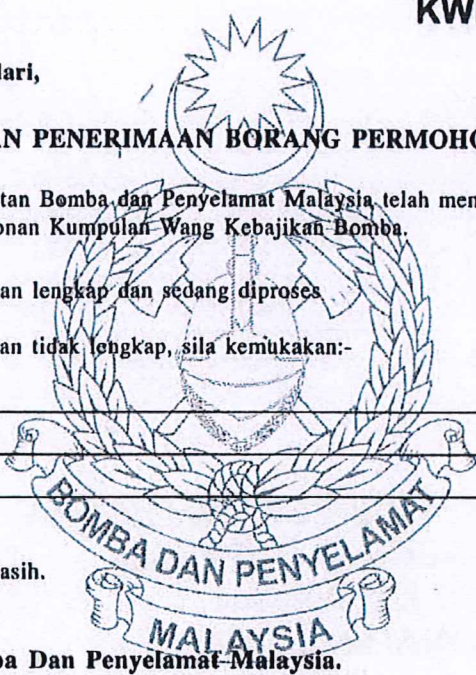 KW
lari,
AN PENERIMAAN BORANG PERMOHO
tan Bomba dan Penyelamat Malaysia telah men
onan Kumpulan Wang Kebajikan Bomba.
an lengkap dan sedang diproses
an tidak lengkap, sila kemukakan:-
BOMBA DAN PENYELAMAT
asih.
MALAYSIA
ba Dan Penyelamat Malaysia.